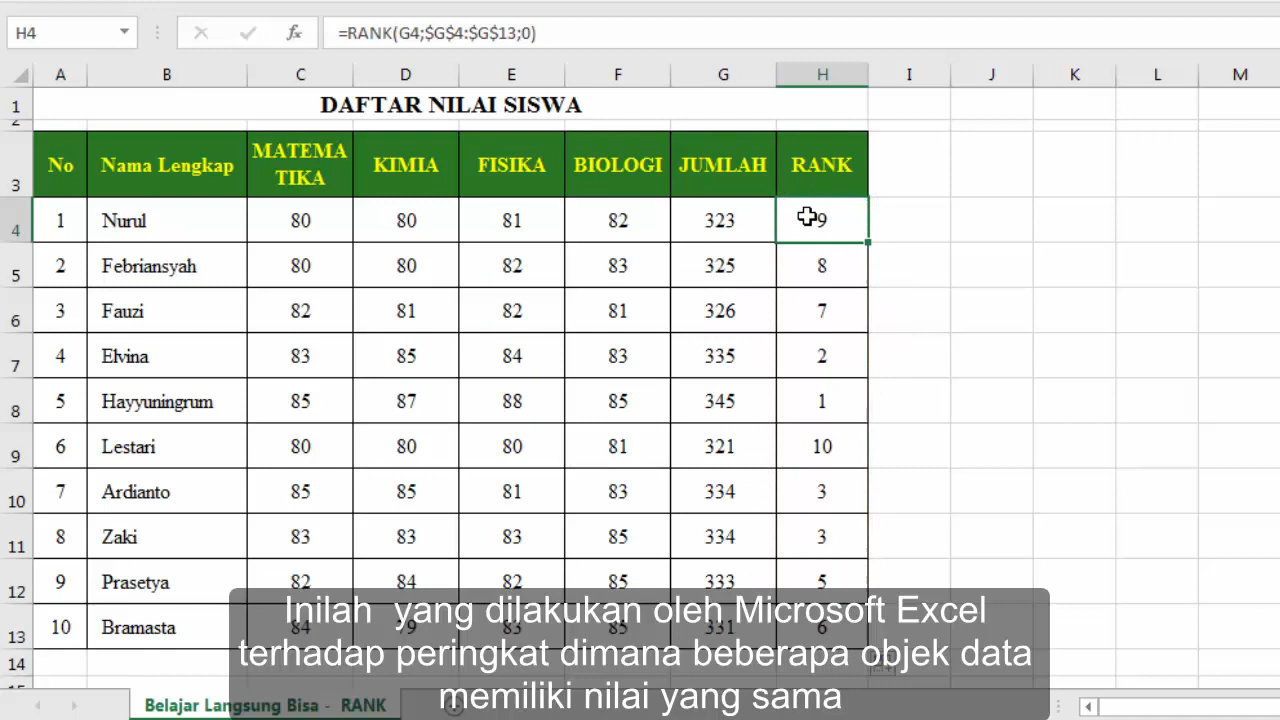 H4 fx =RANK(G4;$G$4:$G$13;0)
A B C D E F G H I J K L M
1 DAFTAR NILAI SISWA
2
3 No Nama Lengkap MATEMA TIKA KIMIA FISIKA BIOLOGI JUMLAH RANK
4 1 Nurul 80 80 81 82 323 9
5 2 Febriansyah 80 80 82 83 325 8
6 3 Fauzi 82 81 82 81 326 7
7 4 Elvina 83 85 84 83 335 2
8 5 Hayyuningrum 85 87 88 85 345 1
9 6 Lestari 80 80 80 81 321 10
10 7 Ardianto 85 85 81 83 334 3
11 8 Zaki 83 83 83 85 334 3
12 9 Prasetya 82 84 82 85 333 5
13 10 Bramasta 84 79 83 85 331 6
14
Inilah yang dilakukan oleh Microsoft Excel
terhadap peringkat dimana beberapa objek data
memiliki nilai yang sama
Belajar Langsung Bisa - RANK